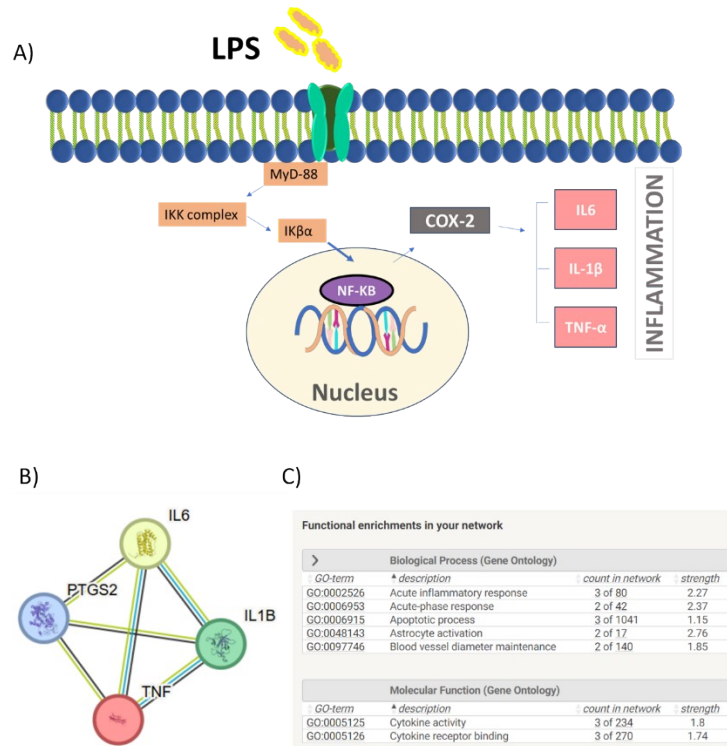 A)
LPS
MyD-88
IKK complex
IKβα
COX-2
IL6
IL-1β
TNF-α
INFLAMMATION
NF-KB
Nucleus
B)
IL6
PTGS2
IL1B
TNF
C)
Functional enrichments in your network
Biological Process (Gene Ontology)
GO-term description count in network strength
GO:0002526 Acute inflammatory response 3 of 80 2.27
GO:0006953 Acute-phase response 2 of 42 2.37
GO:0006915 Apoptotic process 3 of 1041 1.15
GO:0048143 Astrocyte activation 2 of 17 2.76
GO:0097746 Blood vessel diameter maintenance 2 of 140 1.85
Molecular Function (Gene Ontology)
GO-term description count in network strength
GO:0005125 Cytokine activity 3 of 234 1.8
GO:0005126 Cytokine receptor binding 3 of 270 1.74